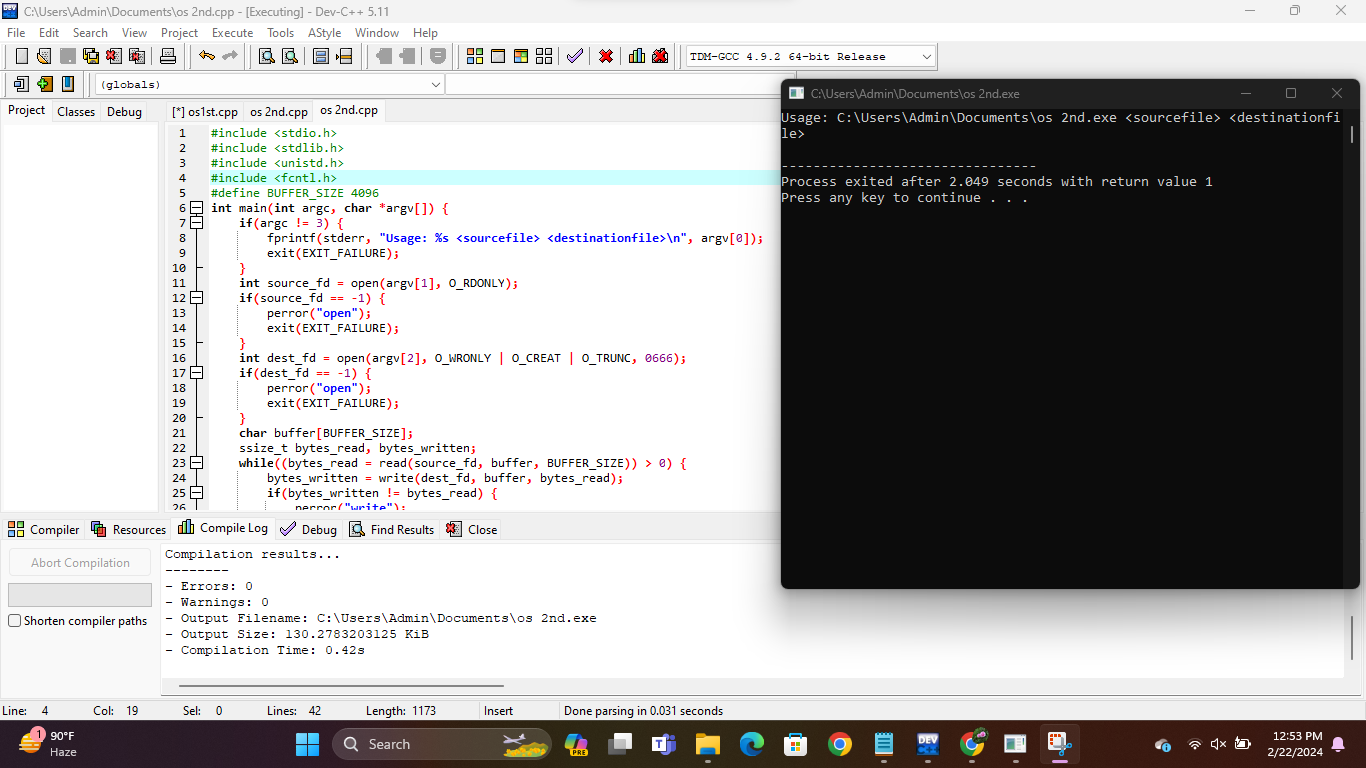 C:\Users\Admin\Documents\os 2nd.cpp - [Executing] - Dev-C++ 5.11
File Edit Search View Project Execute Tools AStyle Window Help
TDM-GCC 4.9.2 64-bit Release
(globals)
Project Classes Debug
[*] os1st.cpp os 2nd.cpp os 2nd.cpp
1 #include <stdio.h>
2 #include <stdlib.h>
3 #include <unistd.h>
4 #include <fcntl.h>
5 #define BUFFER_SIZE 4096
6 int main(int argc, char *argv[]) {
7 if(argc != 3) {
8 fprintf(stderr, "Usage: %s <sourcefile> <destinationfile>\n", argv[0]);
9 exit(EXIT_FAILURE);
10 }
11 int source_fd = open(argv[1], O_RDONLY);
12 if(source_fd == -1) {
13 perror("open");
14 exit(EXIT_FAILURE);
15 }
16 int dest_fd = open(argv[2], O_WRONLY | O_CREAT | O_TRUNC, 0666);
17 if(dest_fd == -1) {
18 perror("open");
19 exit(EXIT_FAILURE);
20 }
21 char buffer[BUFFER_SIZE];
22 ssize_t bytes_read, bytes_written;
23 while((bytes_read = read(source_fd, buffer, BUFFER_SIZE)) > 0) {
24 bytes_written = write(dest_fd, buffer, bytes_read);
25 if(bytes_written != bytes_read) {
26 perror("write");
C:\Users\Admin\Documents\os 2nd.exe
Usage: C:\Users\Admin\Documents\os 2nd.exe <sourcefile> <destinationfi
le>
--------------------------------
Process exited after 2.049 seconds with return value 1
Press any key to continue . . .
Compiler Resources Compile Log Debug Find Results Close
Abort Compilation
Shorten compiler paths
Compilation results...
--------
- Errors: 0
- Warnings: 0
- Output Filename: C:\Users\Admin\Documents\os 2nd.exe
- Output Size: 130.2783203125 KiB
- Compilation Time: 0.42s
Line: 4 Col: 19 Sel: 0 Lines: 42 Length: 1173 Insert Done parsing in 0.031 seconds
1
90°F
Haze
Search
PRE
DEV
12:53 PM
2/22/2024